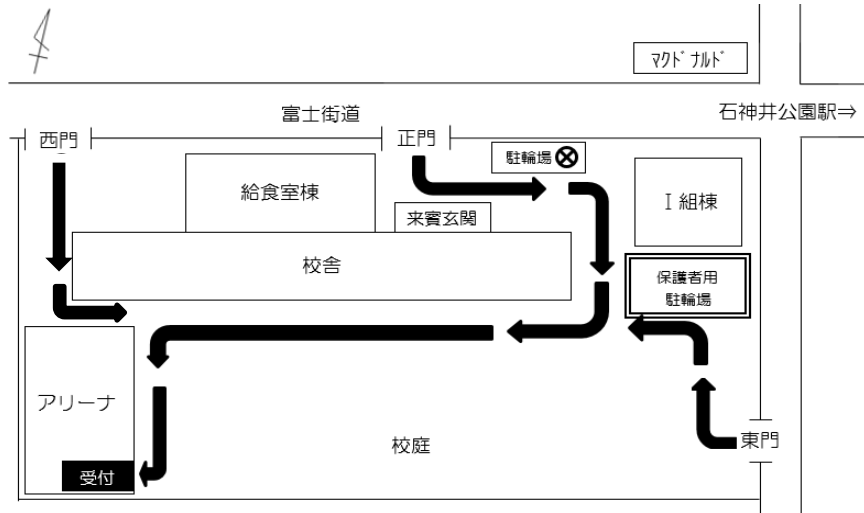 ﾏｸﾄﾞﾅﾙﾄﾞ
富士街道
石神井公園駅⇒
西門
正門
駐輪場⊗
給食室棟
Ⅰ組棟
来賓玄関
校舎
保護者用
駐輪場
アリーナ
校庭
東門
受付